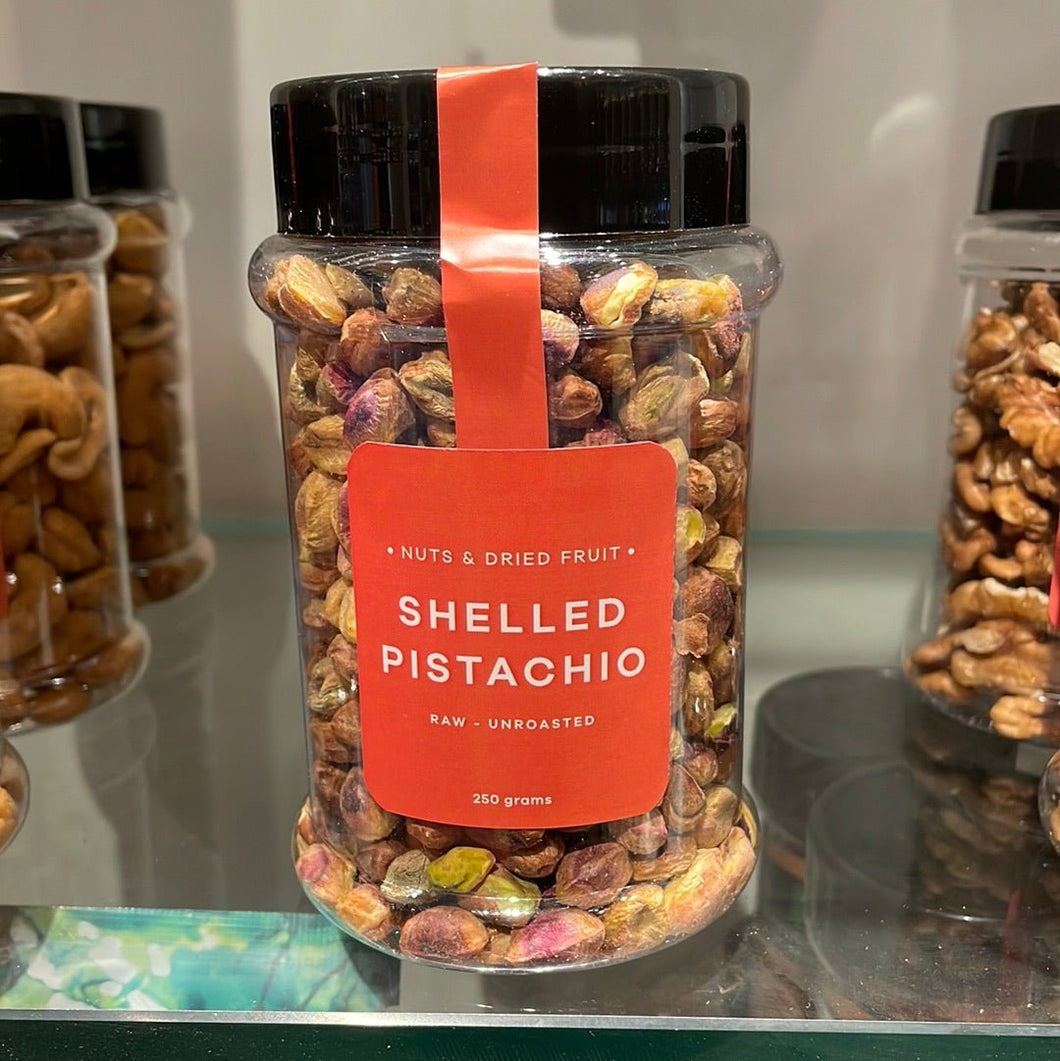 • NUTS & DRIED FRUIT •
SHELLED
PISTACHIO
RAW - UNROASTED
250 grams